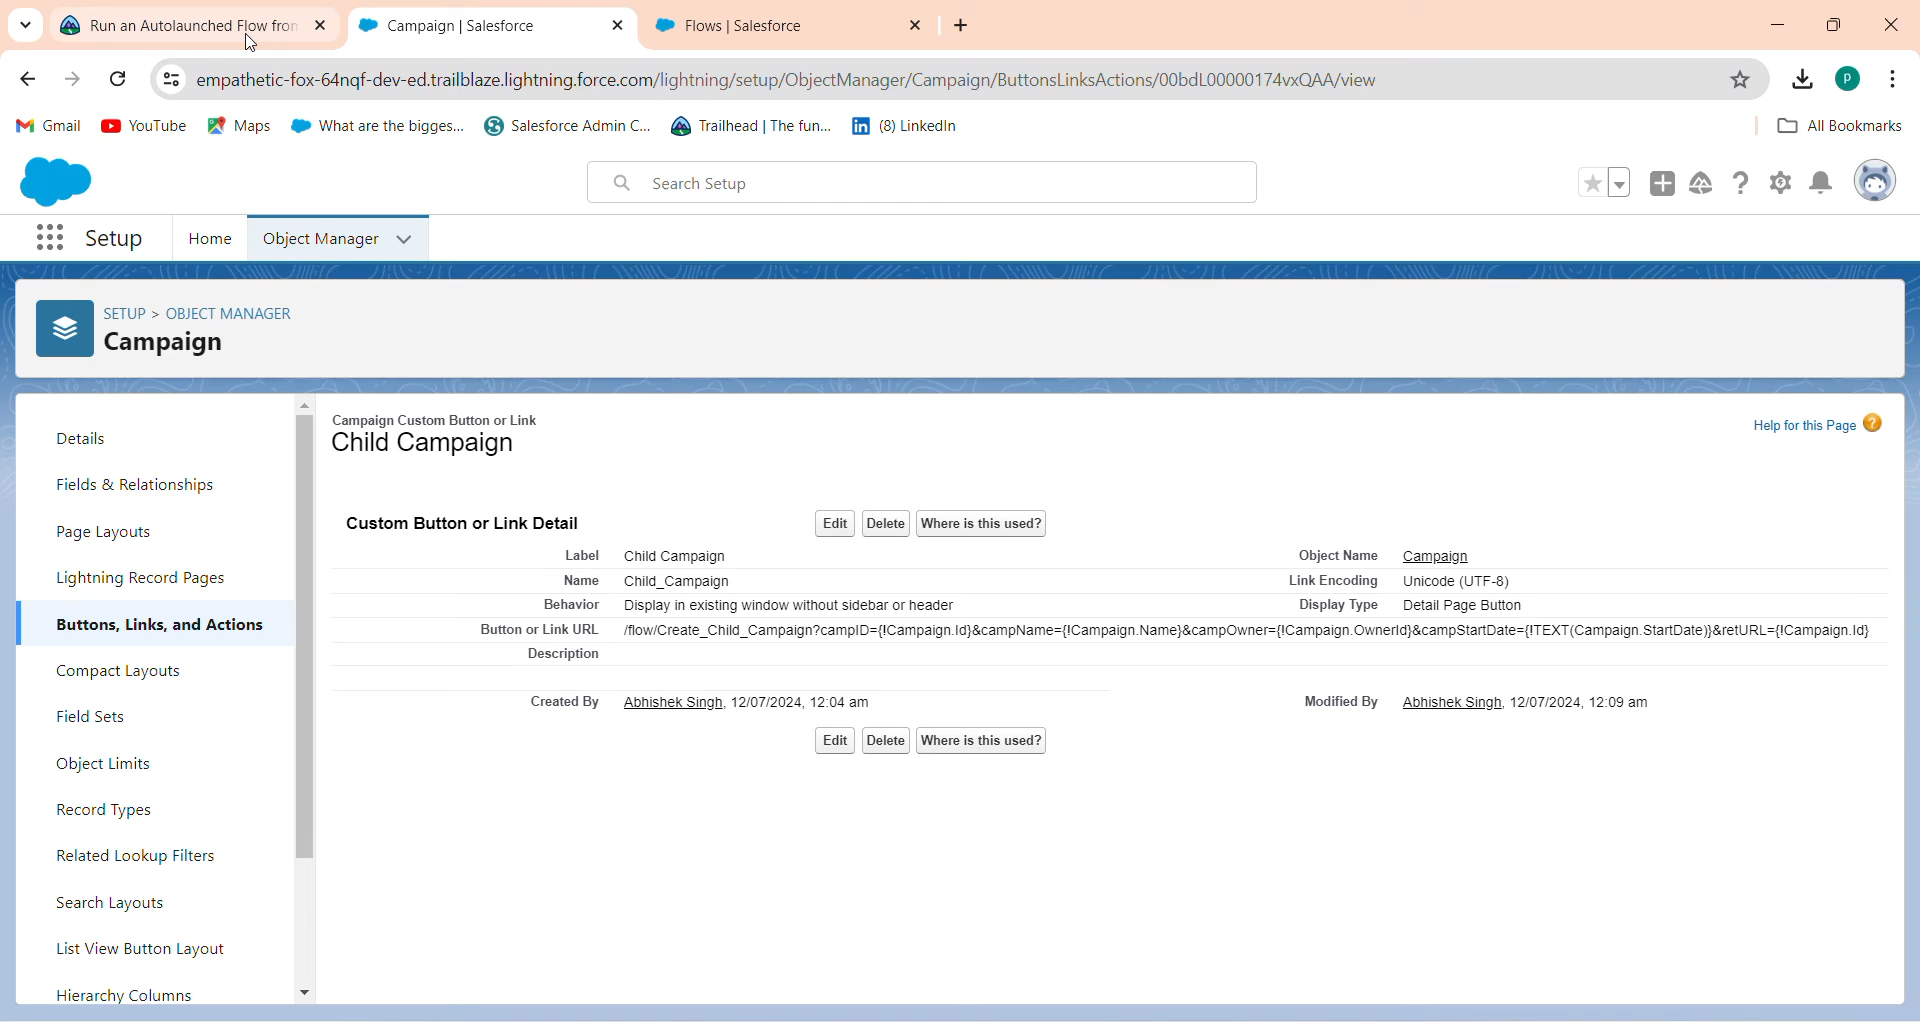 Run an Autolaunched Flow fron
Campaign | Salesforce
Flows | Salesforce
empathetic-fox-64nqf-dev-ed.trailblaze.lightning.force.com/lightning/setup/ObjectManager/Campaign/ButtonsLinksActions/00bdL00000174vxQAA/view
P
Gmail
YouTube
Maps
What are the bigges...
Salesforce Admin C...
Trailhead | The fun...
in (8) LinkedIn
All Bookmarks
Search Setup
Setup
Home
Object Manager
SETUP > OBJECT MANAGER
Campaign
Details
Fields & Relationships
Page Layouts
Lightning Record Pages
Buttons, Links, and Actions
Compact Layouts
Field Sets
Object Limits
Record Types
Related Lookup Filters
Search Layouts
List View Button Layout
Hierarchy Columns
Campaign Custom Button or Link
Child Campaign
Help for this Page ?
Custom Button or Link Detail
Edit Delete Where is this used?
Label Child Campaign Object Name Campaign
Name Child_Campaign Link Encoding Unicode (UTF-8)
Behavior Display in existing window without sidebar or header Display Type Detail Page Button
Button or Link URL /flow/Create_Child_Campaign?campID={!Campaign.Id}&campName={!Campaign.Name}&campOwner={!Campaign.OwnerId}&campStartDate={!TEXT(Campaign.StartDate)}&retURL={!Campaign.Id}
Description
Created By Abhishek Singh, 12/07/2024, 12:04 am Modified By Abhishek Singh, 12/07/2024, 12:09 am
Edit Delete Where is this used?